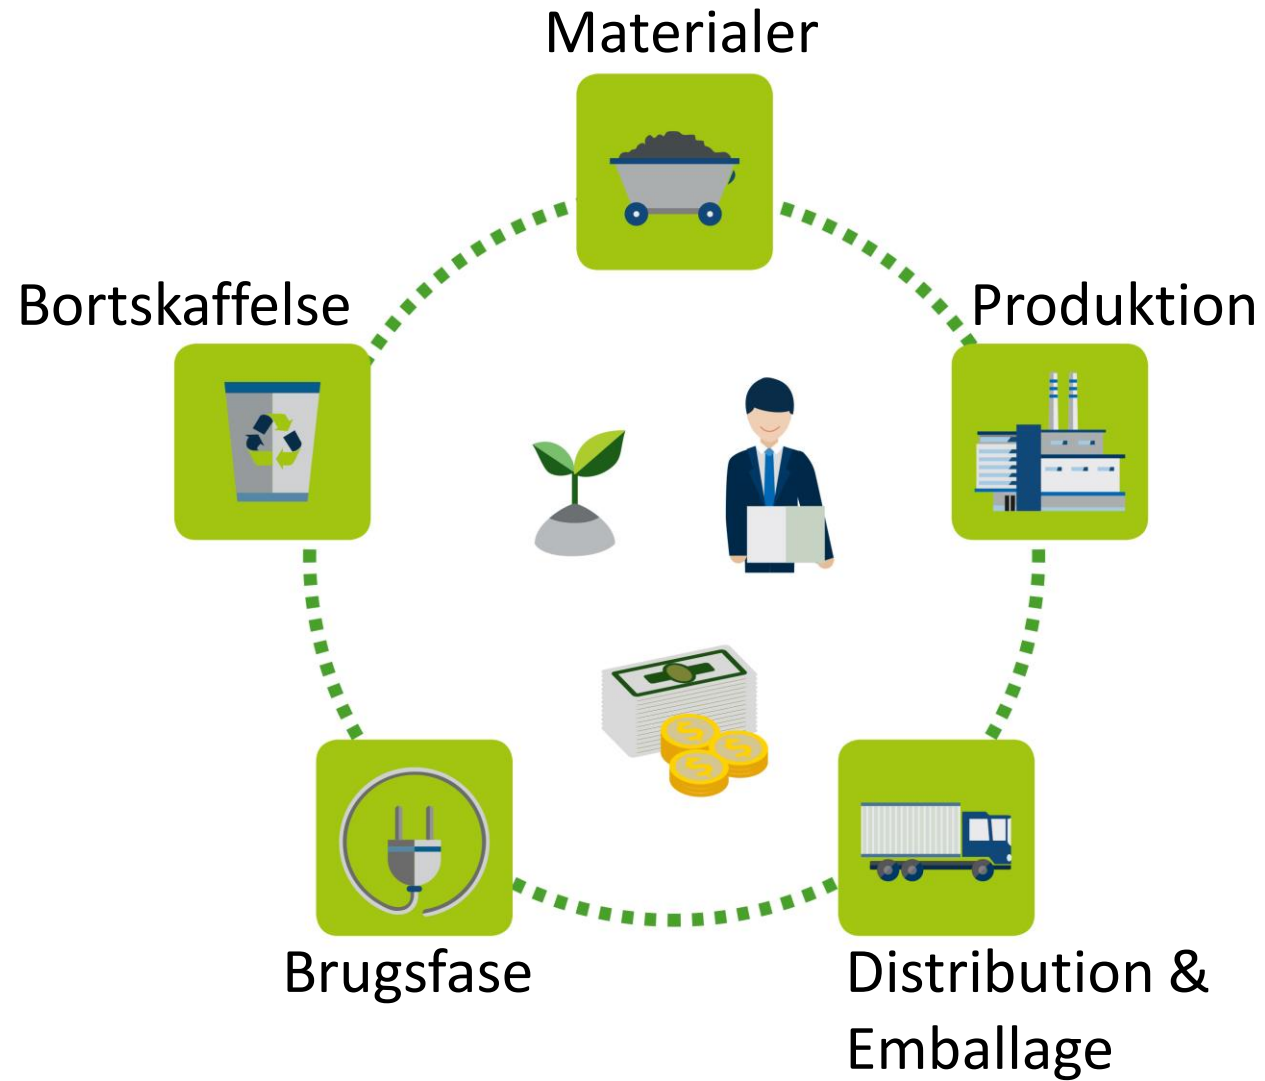 Materialer
Bortskaffelse
Produktion
Brugsfase
Distribution &
Emballage